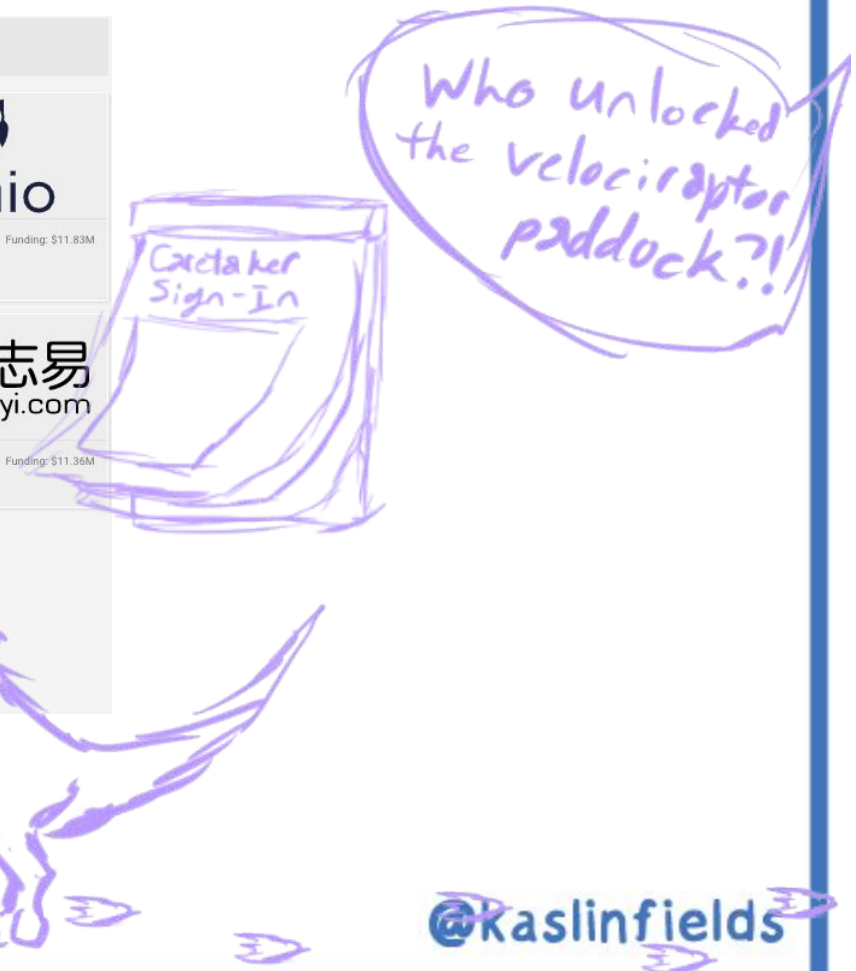 Who unlocked
the velociraptor
paddock?!
io
Funding: $11.83M
Caretaker
Sign-In
志易
yi.com
Funding: $11.36M
@kaslinfields